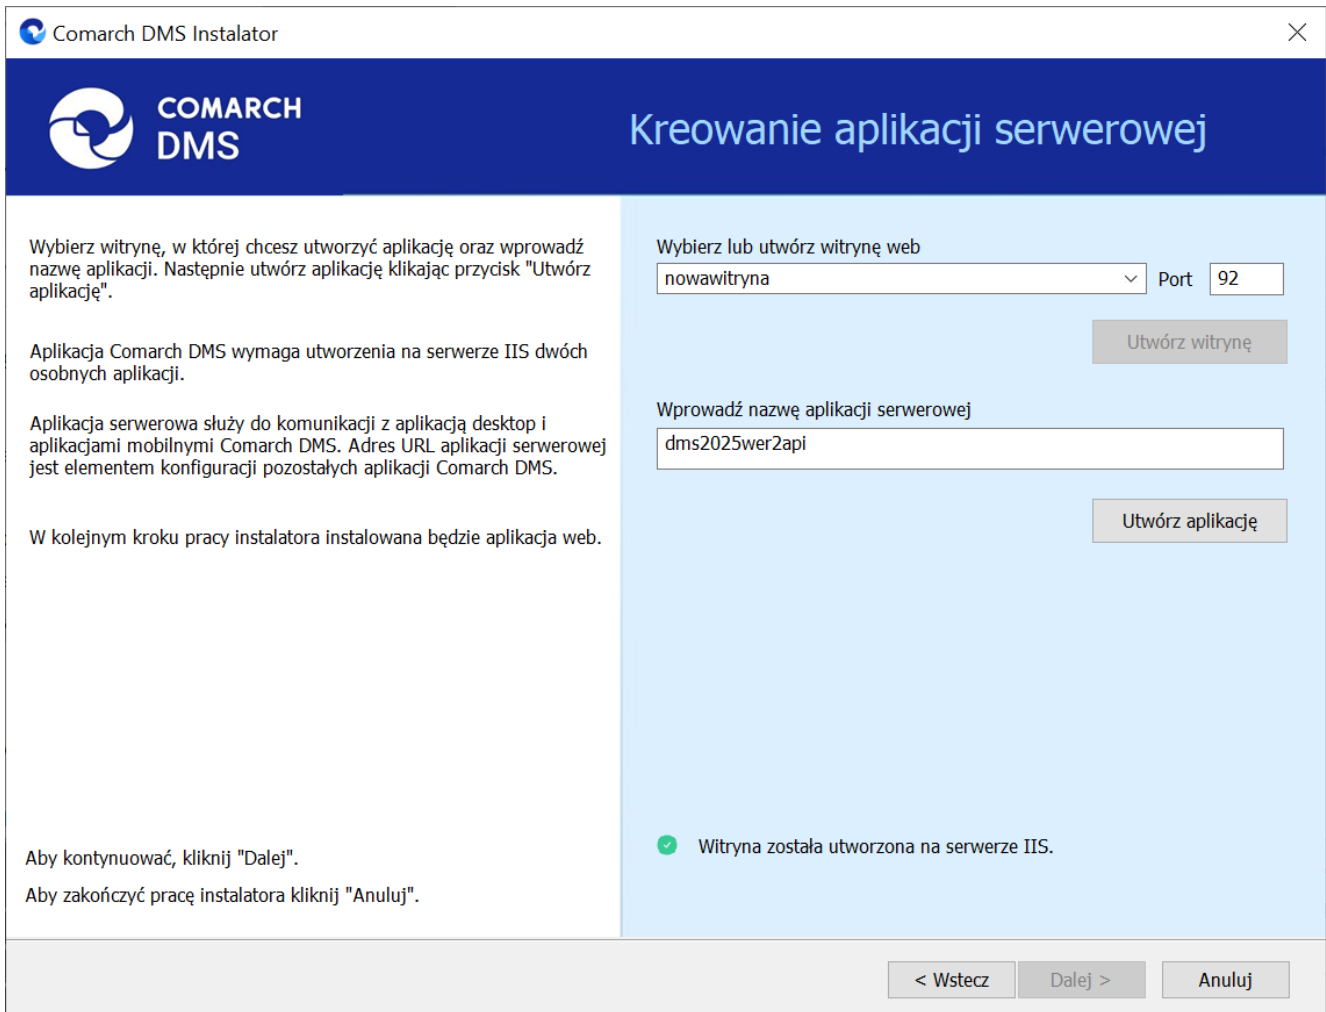 Comarch DMS Instalator
COMARCH
DMS
Kreowanie aplikacji serwerowej
Wybierz witrynę, w której chcesz utworzyć aplikację oraz wprowadź
nazwę aplikacji. Następnie utwórz aplikację klikając przycisk "Utwórz
aplikację".
Aplikacja Comarch DMS wymaga utworzenia na serwerze IIS dwóch
osobnych aplikacji.
Aplikacja serwerowa służy do komunikacji z aplikacją desktop i
aplikacjami mobilnymi Comarch DMS. Adres URL aplikacji serwerowej
jest elementem konfiguracji pozostałych aplikacji Comarch DMS.
W kolejnym kroku pracy instalatora instalowana będzie aplikacja web.
Aby kontynuować, kliknij "Dalej".
Aby zakończyć pracę instalatora kliknij "Anuluj".
Wybierz lub utwórz witrynę web
nowawitryna Port 92
Utwórz witrynę
Wprowadź nazwę aplikacji serwerowej
dms2025wer2api
Utwórz aplikację
Witryna została utworzona na serwerze IIS.
< Wstecz Dalej > Anuluj